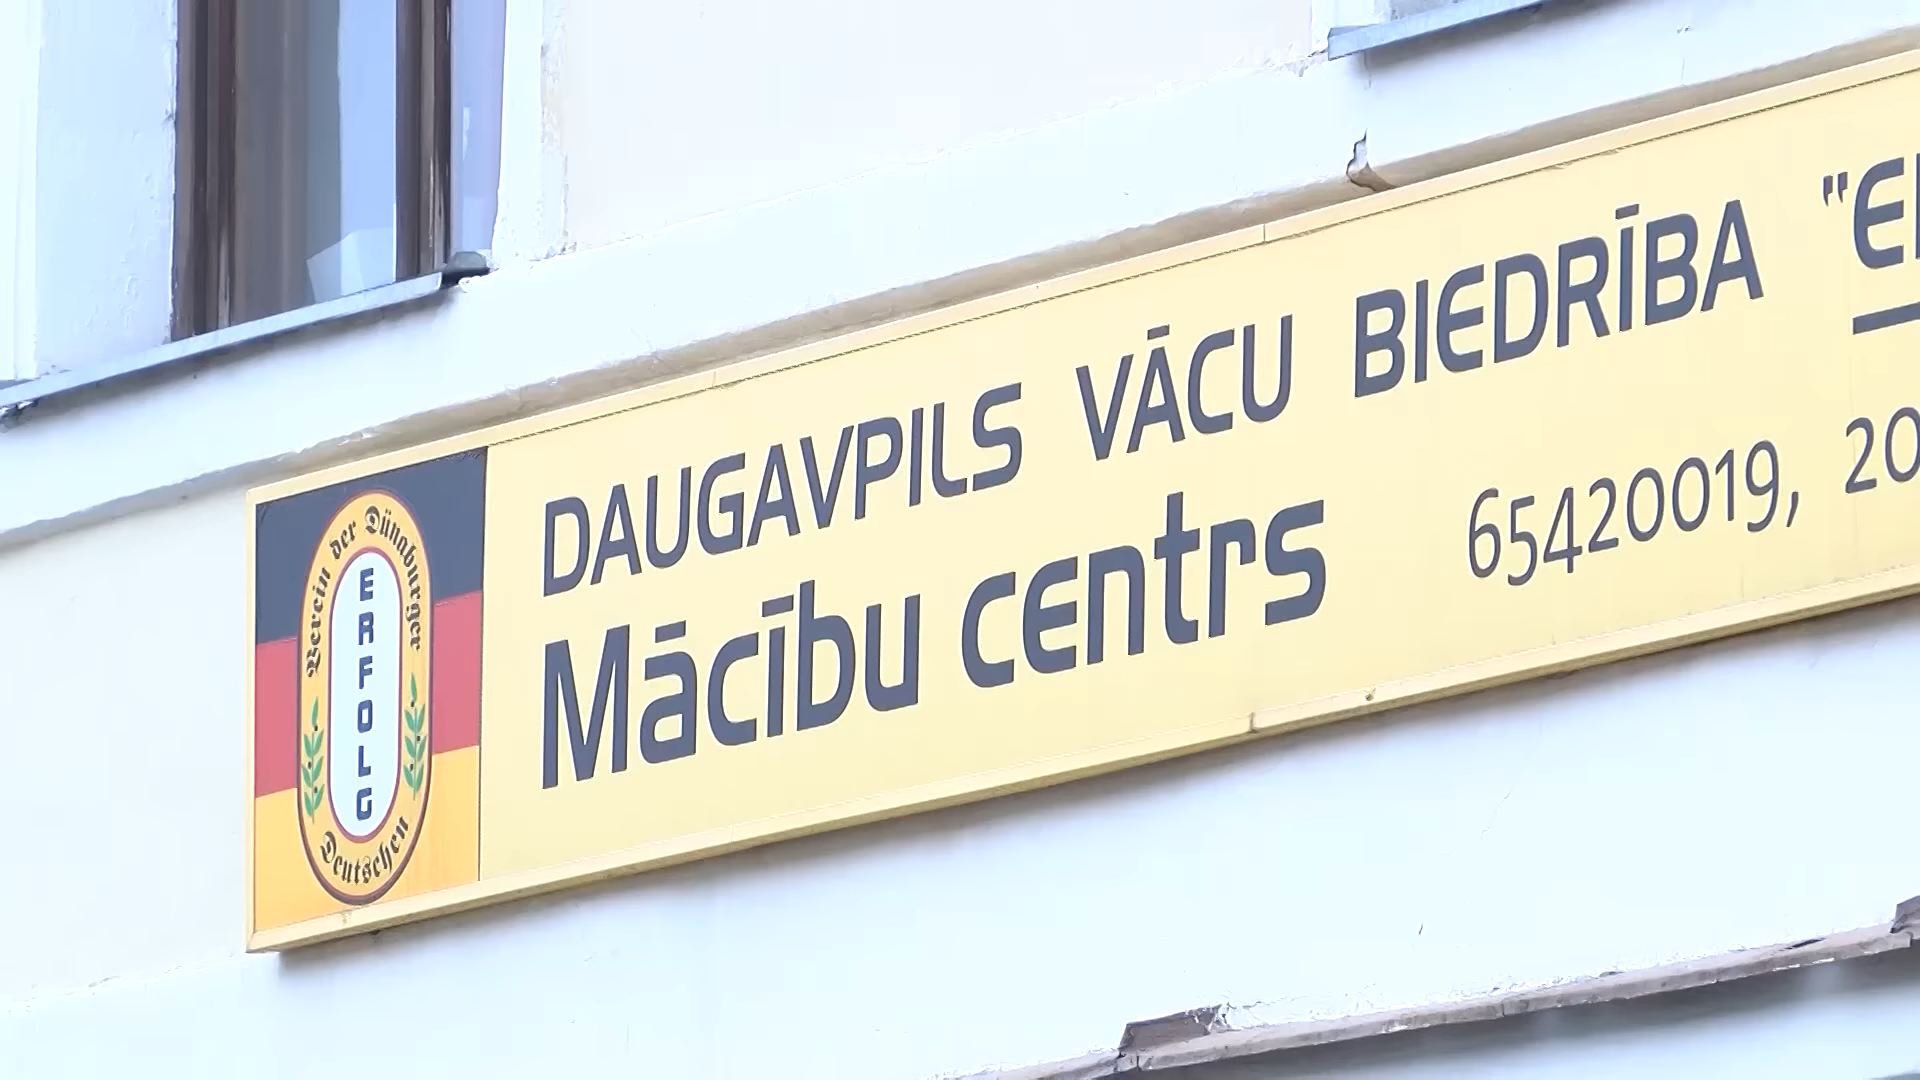 Verein der Dünaburger
ERFOLG
Deutschen
DAUGAVPILS VĀCU BIEDRĪBA
Mācību centrs 65420019, 20